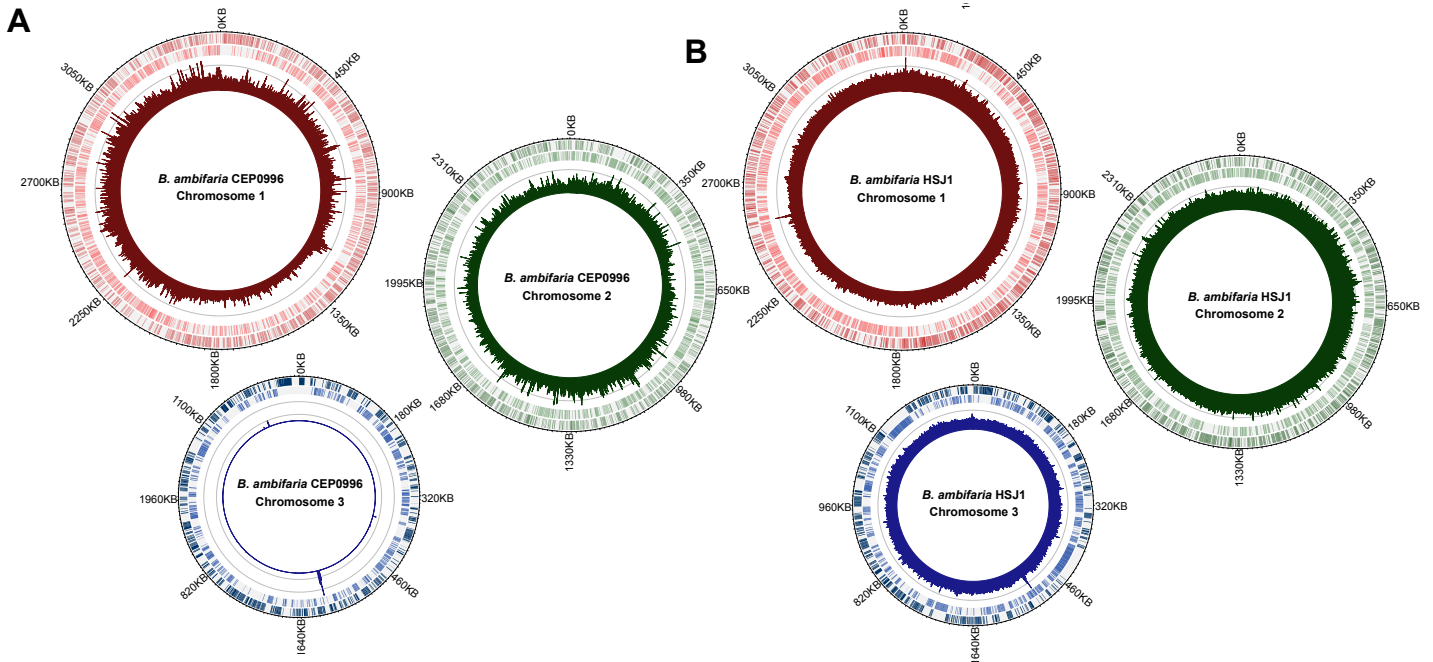 A
0KB
450KB
900KB
1350KB
1800KB
2250KB
2700KB
3050KB
B. ambifaria CEP0996
Chromosome 1
0KB
350KB
650KB
980KB
1330KB
1680KB
1995KB
2310KB
B. ambifaria CEP0996
Chromosome 2
0KB
180KB
320KB
460KB
1640KB
820KB
1960KB
1100KB
B. ambifaria CEP0996
Chromosome 3
B
0KB
450KB
900KB
1350KB
1800KB
2250KB
2700KB
3050KB
B. ambifaria HSJ1
Chromosome 1
0KB
350KB
650KB
980KB
1330KB
1680KB
1995KB
2310KB
B. ambifaria HSJ1
Chromosome 2
0KB
180KB
320KB
460KB
1640KB
820KB
960KB
1100KB
B. ambifaria HSJ1
Chromosome 3